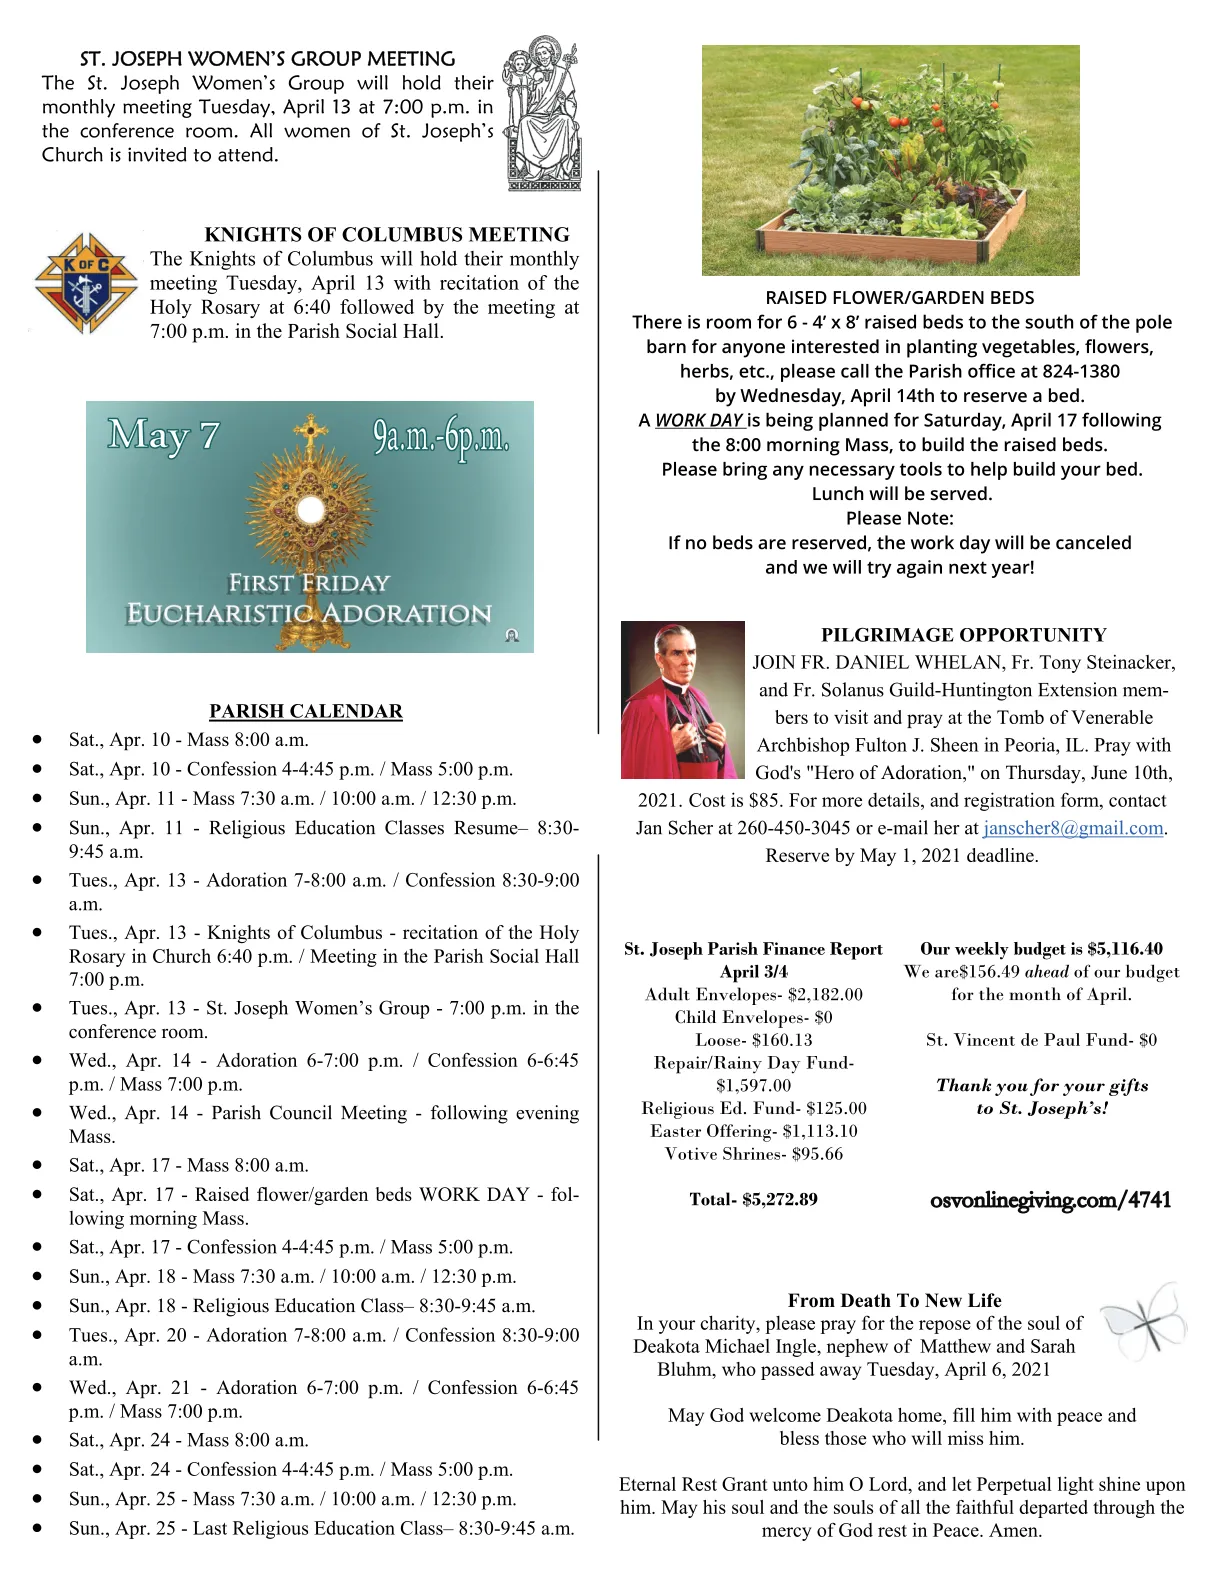 ST. JOSEPH WOMEN'S GROUP MEETING
The St. Joseph Women's Group will hold their
monthly meeting Tuesday, April 13 at 7:00 p.m. in
the conference room. All women of St. Joseph's
Church is invited to attend.
KNIGHTS OF COLUMBUS MEETING
K OF C
The Knights of Columbus will hold their monthly
meeting Tuesday, April 13 with recitation of the
Holy Rosary at 6:40 followed by the meeting at
7:00 p.m. in the Parish Social Hall.
May 7 9a.m.-6p.m.
First Friday
Eucharistic Adoration
PARISH CALENDAR
• Sat., Apr. 10 - Mass 8:00 a.m.
• Sat., Apr. 10 - Confession 4-4:45 p.m. / Mass 5:00 p.m.
• Sun., Apr. 11 - Mass 7:30 a.m. / 10:00 a.m. / 12:30 p.m.
• Sun., Apr. 11 - Religious Education Classes Resume– 8:30-
9:45 a.m.
• Tues., Apr. 13 - Adoration 7-8:00 a.m. / Confession 8:30-9:00
a.m.
• Tues., Apr. 13 - Knights of Columbus - recitation of the Holy
Rosary in Church 6:40 p.m. / Meeting in the Parish Social Hall
7:00 p.m.
• Tues., Apr. 13 - St. Joseph Women's Group - 7:00 p.m. in the
conference room.
• Wed., Apr. 14 - Adoration 6-7:00 p.m. / Confession 6-6:45
p.m. / Mass 7:00 p.m.
• Wed., Apr. 14 - Parish Council Meeting - following evening
Mass.
• Sat., Apr. 17 - Mass 8:00 a.m.
• Sat., Apr. 17 - Raised flower/garden beds WORK DAY - fol-
lowing morning Mass.
• Sat., Apr. 17 - Confession 4-4:45 p.m. / Mass 5:00 p.m.
• Sun., Apr. 18 - Mass 7:30 a.m. / 10:00 a.m. / 12:30 p.m.
• Sun., Apr. 18 - Religious Education Class– 8:30-9:45 a.m.
• Tues., Apr. 20 - Adoration 7-8:00 a.m. / Confession 8:30-9:00
a.m.
• Wed., Apr. 21 - Adoration 6-7:00 p.m. / Confession 6-6:45
p.m. / Mass 7:00 p.m.
• Sat., Apr. 24 - Mass 8:00 a.m.
• Sat., Apr. 24 - Confession 4-4:45 p.m. / Mass 5:00 p.m.
• Sun., Apr. 25 - Mass 7:30 a.m. / 10:00 a.m. / 12:30 p.m.
• Sun., Apr. 25 - Last Religious Education Class– 8:30-9:45 a.m.
RAISED FLOWER/GARDEN BEDS
There is room for 6 - 4' x 8' raised beds to the south of the pole
barn for anyone interested in planting vegetables, flowers,
herbs, etc., please call the Parish office at 824-1380
by Wednesday, April 14th to reserve a bed.
A WORK DAY is being planned for Saturday, April 17 following
the 8:00 morning Mass, to build the raised beds.
Please bring any necessary tools to help build your bed.
Lunch will be served.
Please Note:
If no beds are reserved, the work day will be canceled
and we will try again next year!
PILGRIMAGE OPPORTUNITY
JOIN FR. DANIEL WHELAN, Fr. Tony Steinacker,
and Fr. Solanus Guild-Huntington Extension mem-
bers to visit and pray at the Tomb of Venerable
Archbishop Fulton J. Sheen in Peoria, IL. Pray with
God's "Hero of Adoration," on Thursday, June 10th,
2021. Cost is $85. For more details, and registration form, contact
Jan Scher at 260-450-3045 or e-mail her at janscher8@gmail.com.
Reserve by May 1, 2021 deadline.
St. Joseph Parish Finance Report
April 3/4
Adult Envelopes- $2,182.00
Child Envelopes- $0
Loose- $160.13
Repair/Rainy Day Fund-
$1,597.00
Religious Ed. Fund- $125.00
Easter Offering- $1,113.10
Votive Shrines- $95.66
Total- $5,272.89
Our weekly budget is $5,116.40
We are$156.49 ahead of our budget
for the month of April.
St. Vincent de Paul Fund- $0
Thank you for your gifts
to St. Joseph's!
osvonlinegiving.com/4741
From Death To New Life
In your charity, please pray for the repose of the soul of
Deakota Michael Ingle, nephew of Matthew and Sarah
Bluhm, who passed away Tuesday, April 6, 2021
May God welcome Deakota home, fill him with peace and
bless those who will miss him.
Eternal Rest Grant unto him O Lord, and let Perpetual light shine upon
him. May his soul and the souls of all the faithful departed through the
mercy of God rest in Peace. Amen.